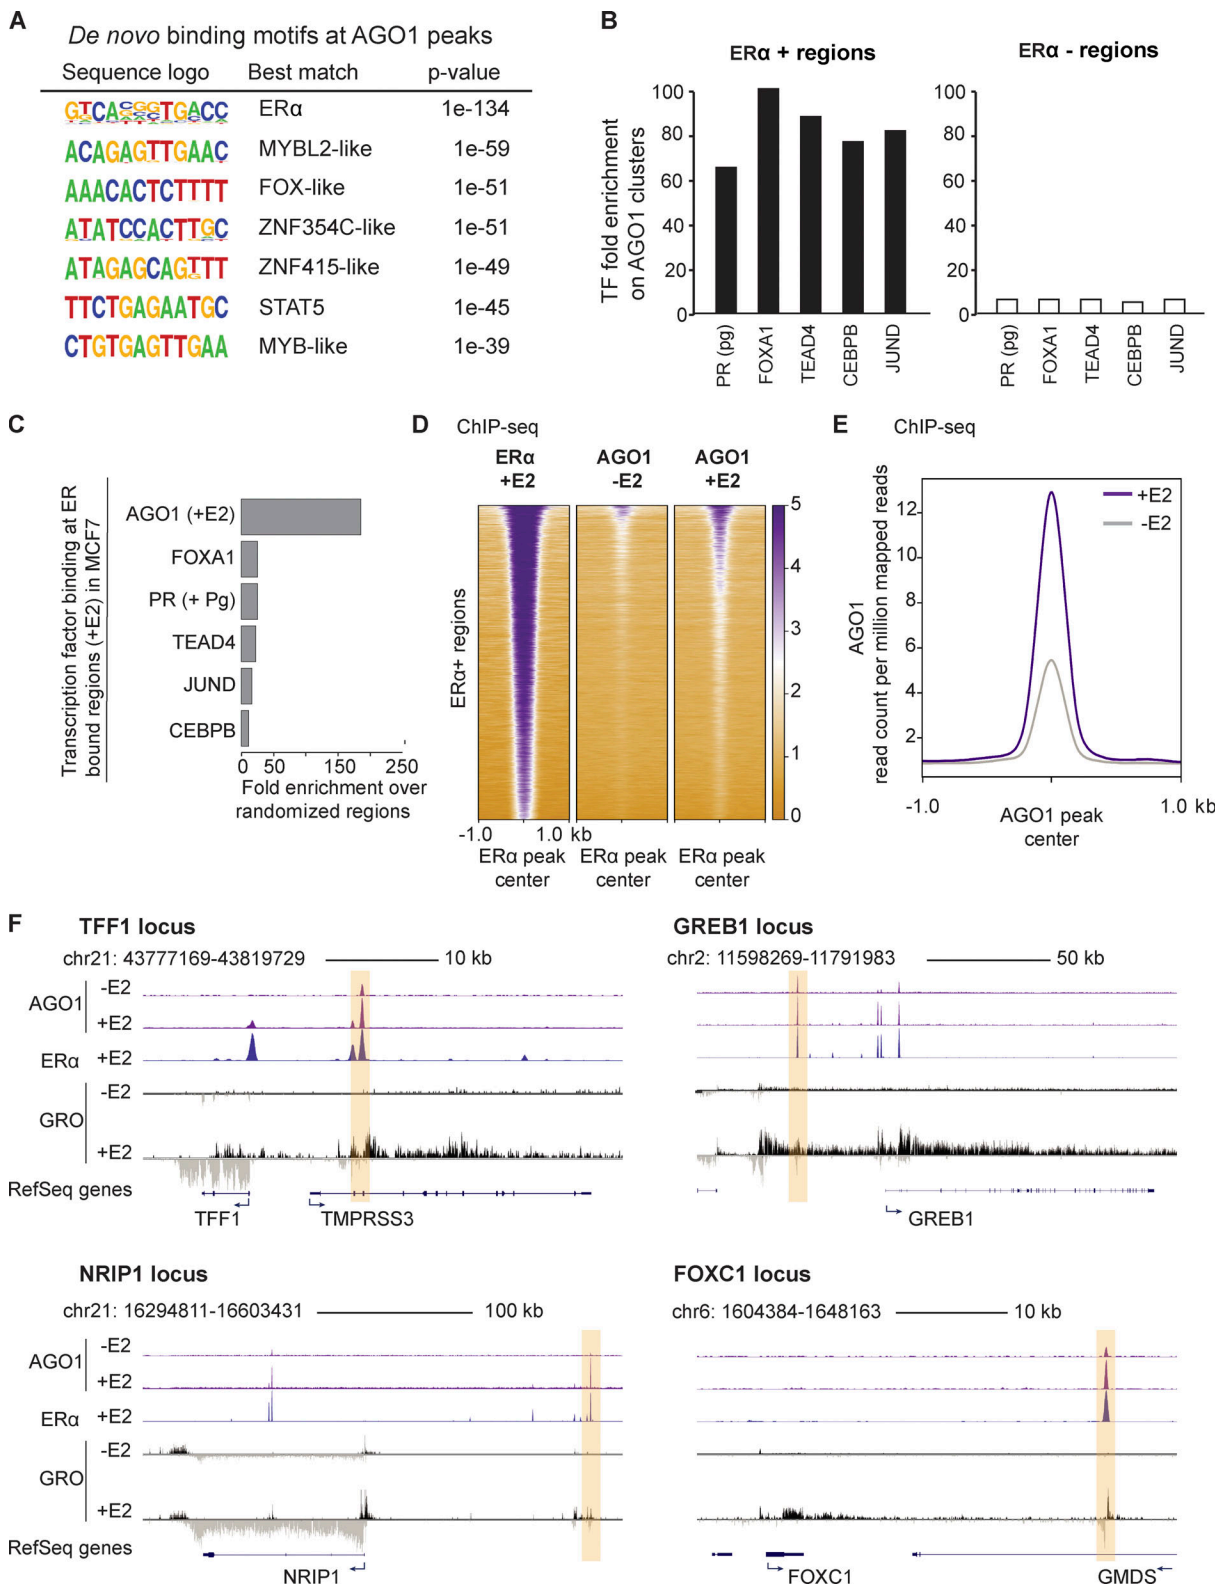 A
De novo binding motifs at AGO1 peaks
Sequence logo Best match p-value
GTCACGGTGACC ERα 1e-134
ACAGAGTTGAAC MYBL2-like 1e-59
AAACACTCTTTT FOX-like 1e-51
ATATCCACTTGC ZNF354C-like 1e-51
ATAGAGCAGTTT ZNF415-like 1e-49
TTCTGAGAATGC STAT5 1e-45
CTGTGAGTTGAA MYB-like 1e-39
B
ERα + regions
ERα - regions
TF fold enrichment
on AGO1 clusters
100
80
60
40
20
0
PR (pg)
FOXA1
TEAD4
CEBPB
JUND
100
80
60
40
20
0
PR (pg)
FOXA1
TEAD4
CEBPB
JUND
C
Transcription factor binding at ER
bound regions (+E2) in MCF7
AGO1 (+E2)
FOXA1
PR (+ Pg)
TEAD4
JUND
CEBPB
0 50 150 250
Fold enrichment over
randomized regions
D
ChIP-seq
ERα
+E2
AGO1
-E2
AGO1
+E2
ERα+ regions
5
4
3
2
1
0
-1.0 1.0 kb
ERα peak
center
ERα peak
center
ERα peak
center
E
ChIP-seq
AGO1
read count per million mapped reads
12
12
8
6
4
2
+E2
-E2
-1.0 1.0 kb
AGO1 peak
center
F
TFF1 locus
chr21: 43777169-43819729 10 kb
AGO1
-E2
+E2
ERα +E2
GRO
-E2
+E2
RefSeq genes
TFF1 TMPRSS3
GREB1 locus
chr2: 11598269-11791983 50 kb
GREB1
NRIP1 locus
chr21: 16294811-16603431 100 kb
AGO1
-E2
+E2
ERα +E2
GRO
-E2
+E2
RefSeq genes
NRIP1
FOXC1 locus
chr6: 1604384-1648163 10 kb
FOXC1 GMDS